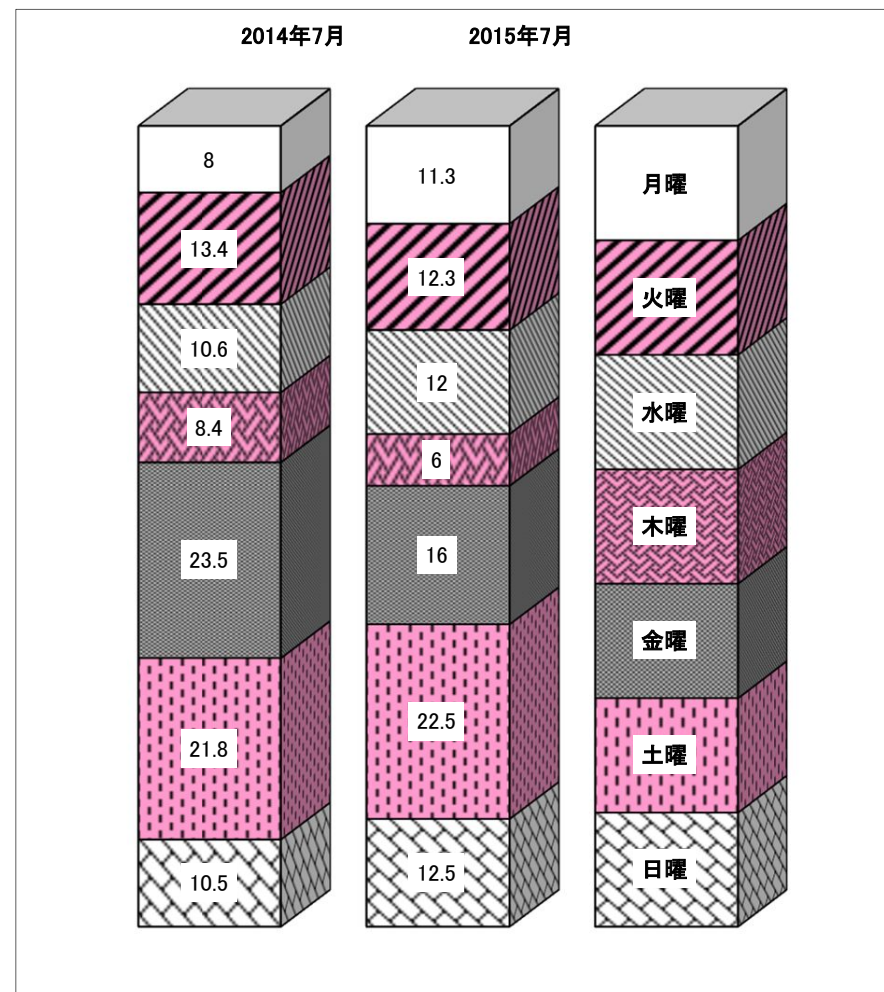 2014年7月 2015年7月
8 11.3 月曜
13.4 12.3 火曜
10.6 12 水曜
8.4 6 木曜
23.5 16 金曜
21.8 22.5 土曜
10.5 12.5 日曜